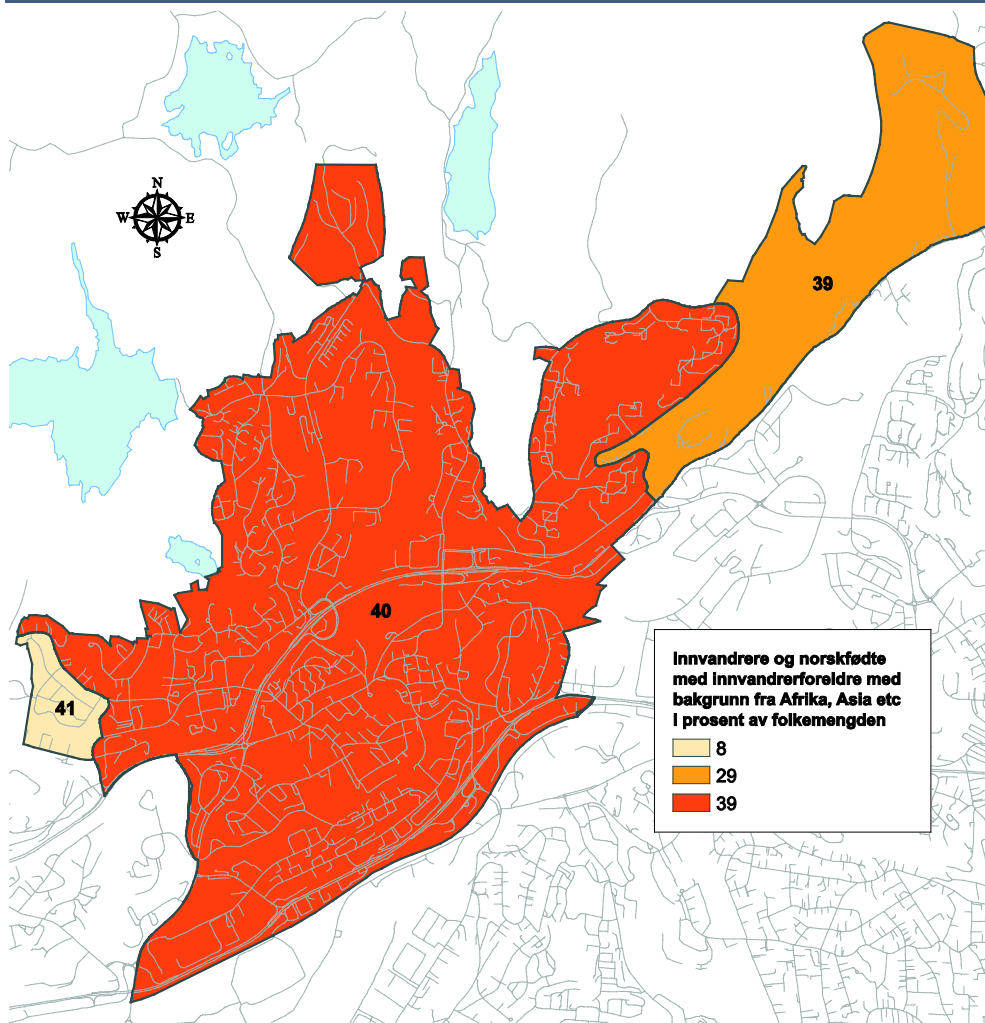 N
W E
S
39
40
41
Innvandrere og norskfødte
med innvandrerforeldre med
bakgrunn fra Afrika, Asia etc
i prosent av folkemengden
8
29
39